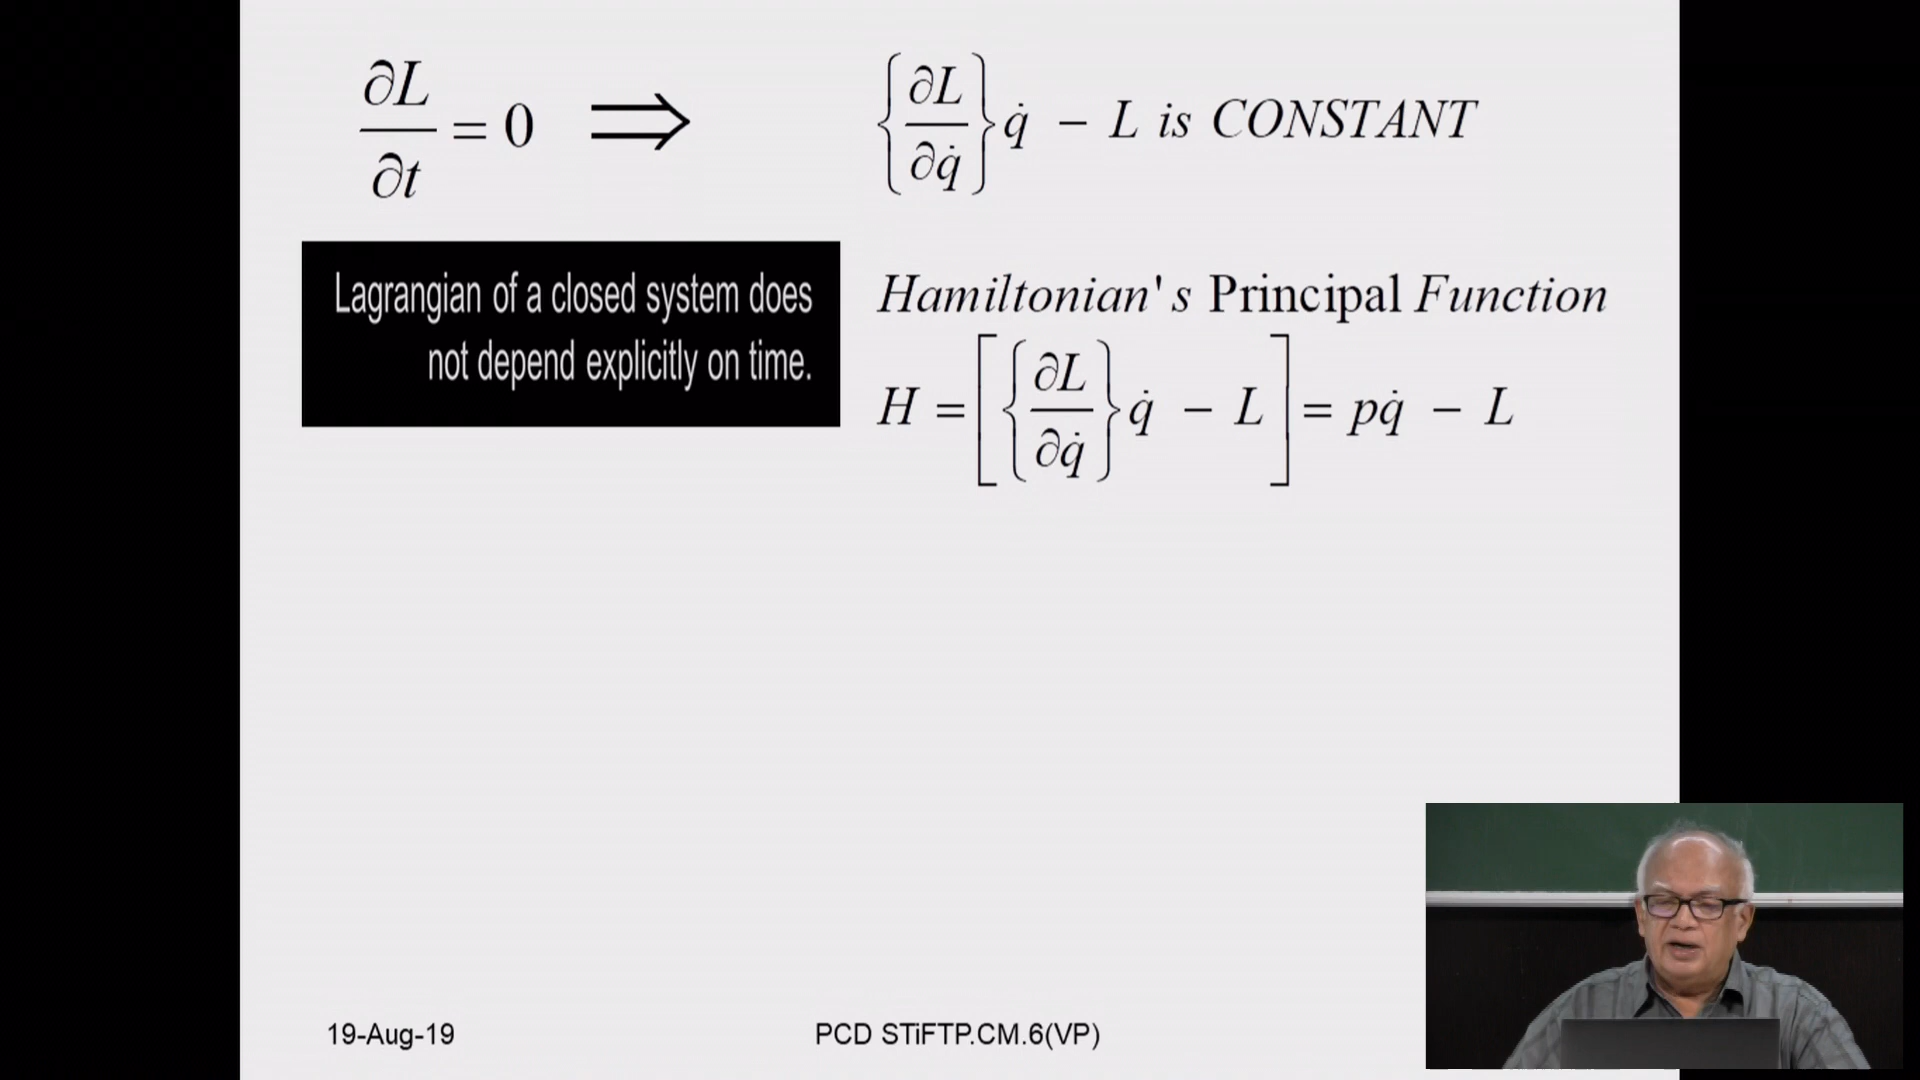 ∂L/∂t = 0 ⟹ {∂L/∂q̇}q̇ − L is CONSTANT
Lagrangian of a closed system does
not depend explicitly on time.
Hamiltonian's Principal Function
H = [{∂L/∂q̇}q̇ − L] = pq̇ − L
19-Aug-19
PCD STiFTP.CM.6(VP)